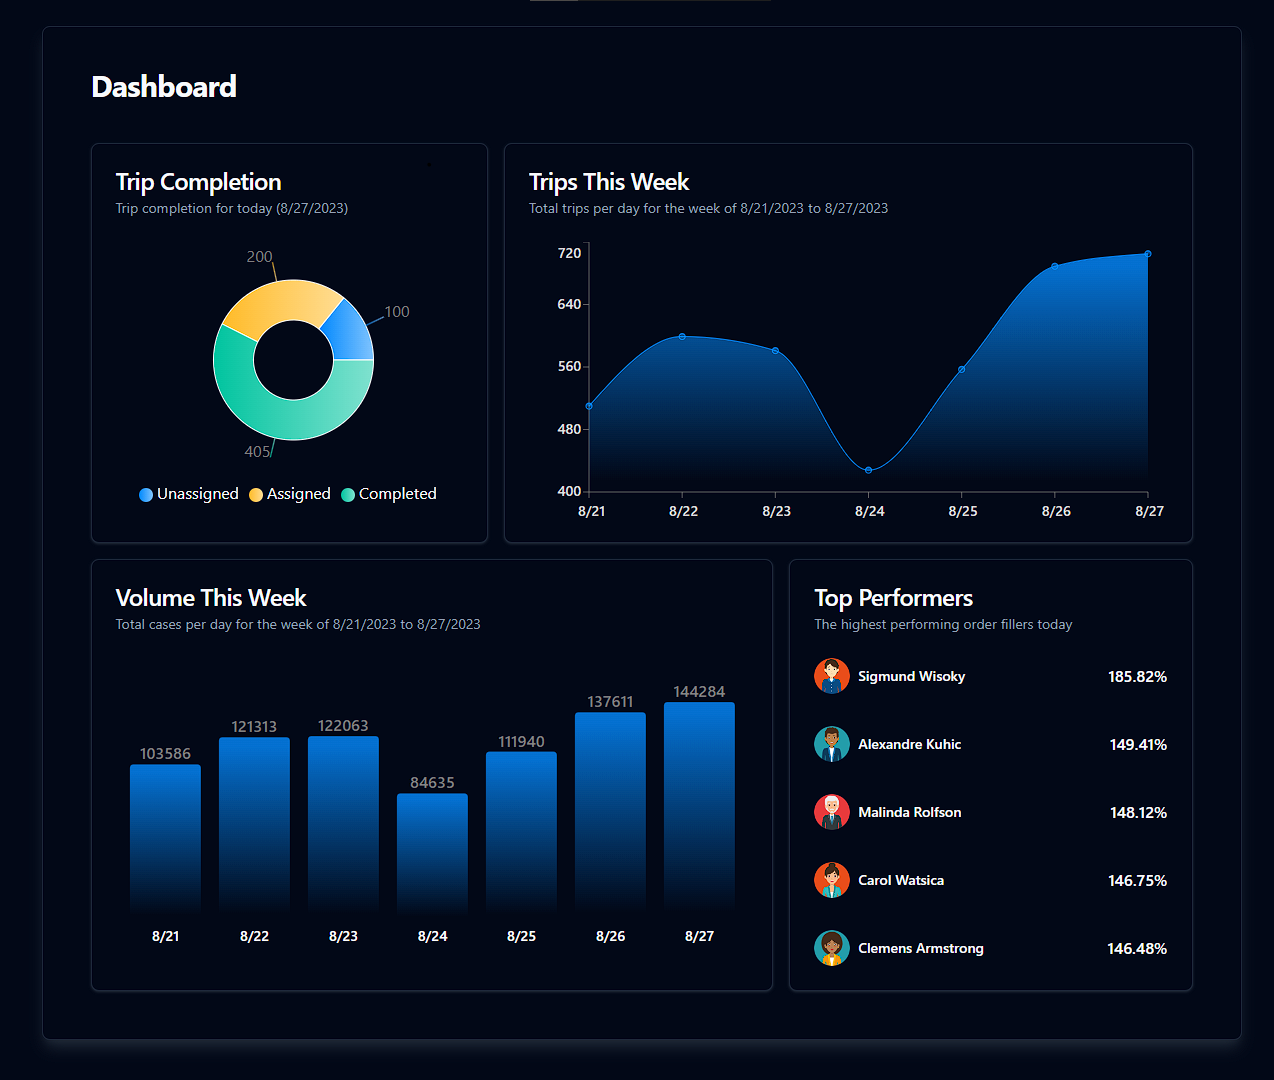 Dashboard
Trip Completion
Trip completion for today (8/27/2023)
200
100
405
Unassigned Assigned Completed
Trips This Week
Total trips per day for the week of 8/21/2023 to 8/27/2023
720
640
560
480
400
8/21 8/22 8/23 8/24 8/25 8/26 8/27
Volume This Week
Total cases per day for the week of 8/21/2023 to 8/27/2023
103586 121313 122063 84635 111940 137611 144284
8/21 8/22 8/23 8/24 8/25 8/26 8/27
Top Performers
The highest performing order fillers today
Sigmund Wisoky 185.82%
Alexandre Kuhic 149.41%
Malinda Rolfson 148.12%
Carol Watsica 146.75%
Clemens Armstrong 146.48%